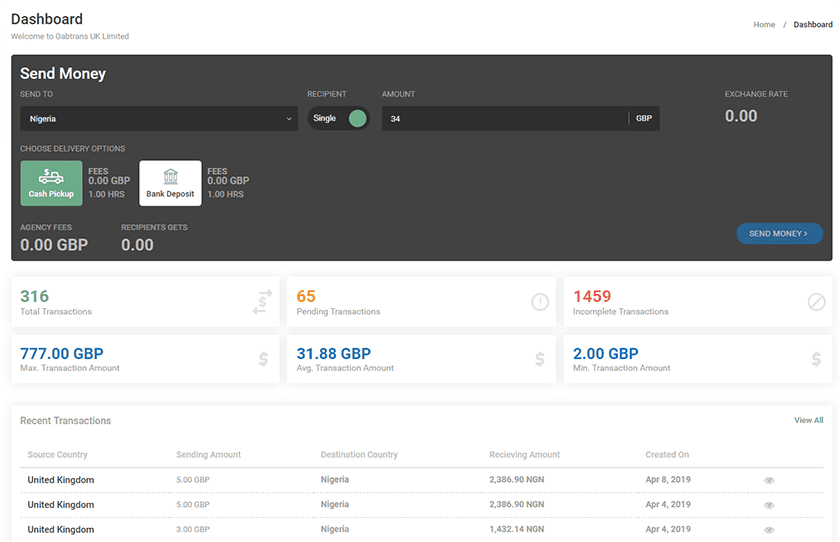 Dashboard
Welcome to Gabtrans UK Limited
Home / Dashboard
Send Money
SEND TO RECIPIENT AMOUNT EXCHANGE RATE
Nigeria Single 34 GBP 0.00
CHOOSE DELIVERY OPTIONS
$
Cash Pickup
FEES
0.00 GBP
1.00 HRS
Bank Deposit
FEES
0.00 GBP
1.00 HRS
AGENCY FEES RECIPIENTS GETS
0.00 GBP 0.00
SEND MONEY >
316
Total Transactions
$
65
Pending Transactions
1459
Incomplete Transactions
777.00 GBP
Max. Transaction Amount
$
31.88 GBP
Avg. Transaction Amount
$
2.00 GBP
Min. Transaction Amount
$
Recent Transactions View All
Source Country Sending Amount Destination Country Recieving Amount Created On
United Kingdom 5.00 GBP Nigeria 2,386.90 NGN Apr 8, 2019
United Kingdom 5.00 GBP Nigeria 2,386.90 NGN Apr 4, 2019
United Kingdom 3.00 GBP Nigeria 1,432.14 NGN Apr 4, 2019